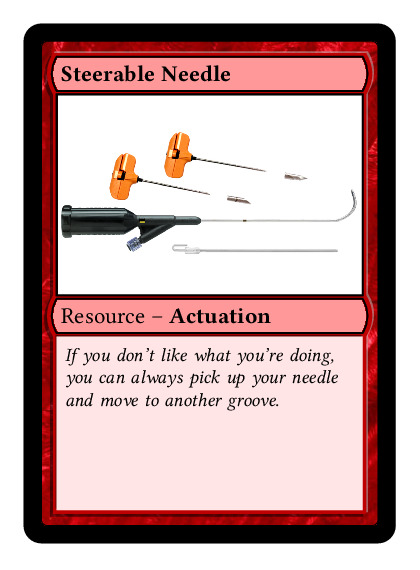 Steerable Needle
Resource – Actuation
If you don't like what you're doing,
you can always pick up your needle
and move to another groove.